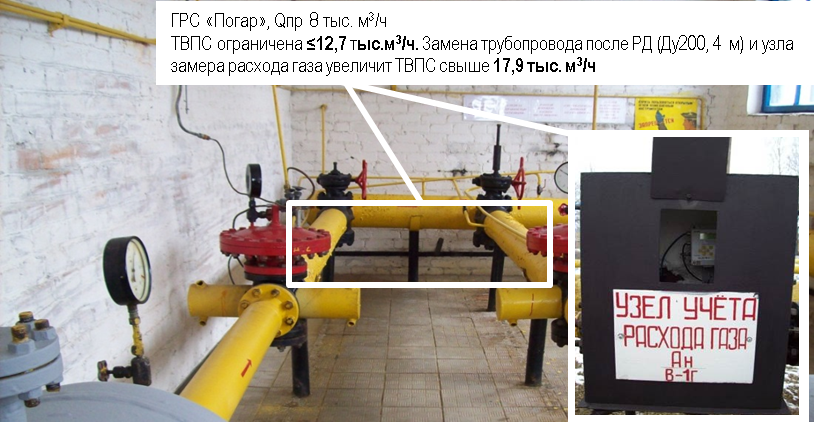 ГРС «Погар», Qпр 8 тыс. м³/ч
ТВПС ограничена ≤12,7 тыс.м³/ч. Замена трубопровода после РД (Ду200, 4 м) и узла
замера расхода газа увеличит ТВПС свыше 17,9 тыс. м³/ч
УЗЕЛ УЧЁТА
РАСХОДА ГАЗА
Ан
В-1г